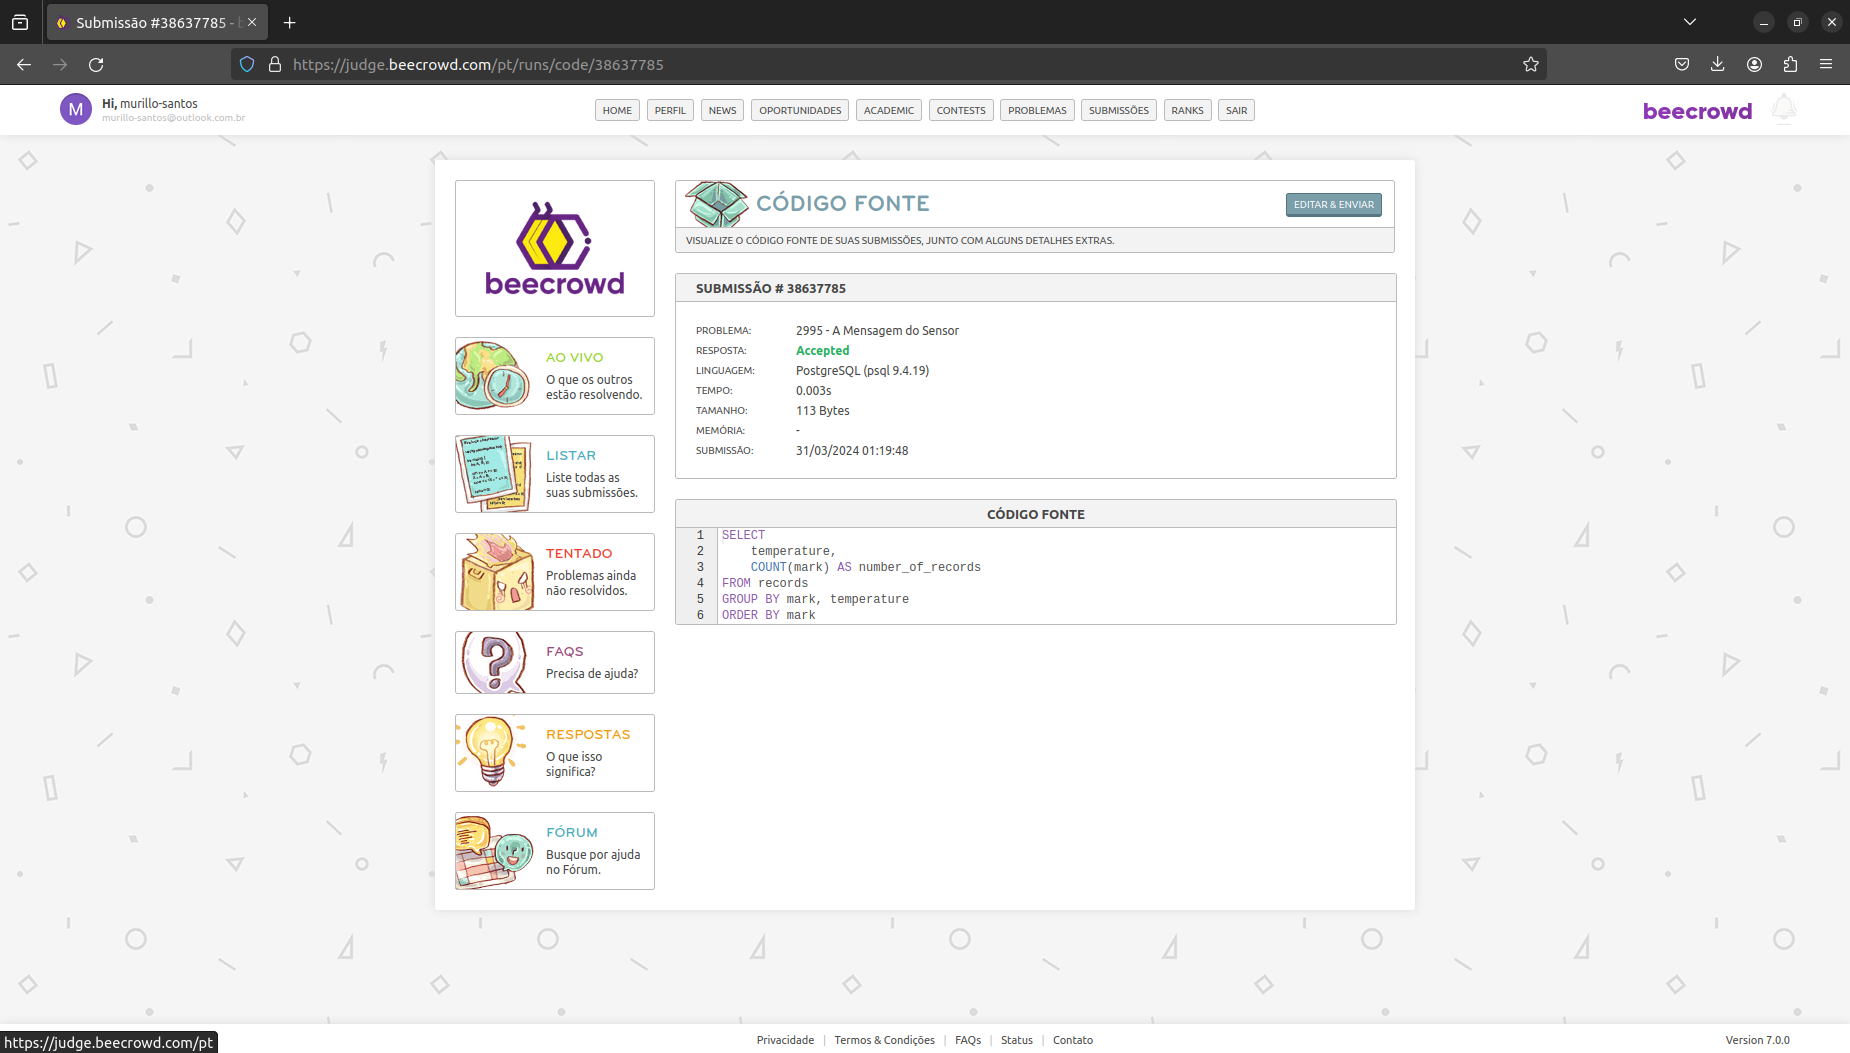 Submissão #38637785 - b
https://judge.beecrowd.com/pt/runs/code/38637785
M
Hi, murillo-santos
murillo-santos@outlook.com.br
HOME
PERFIL
NEWS
OPORTUNIDADES
ACADEMIC
CONTESTS
PROBLEMAS
SUBMISSÕES
RANKS
SAIR
beecrowd
beecrowd
AO VIVO
O que os outros
estão resolvendo.
LISTAR
Liste todas as
suas submissões.
TENTADO
Problemas ainda
não resolvidos.
FAQS
Precisa de ajuda?
RESPOSTAS
O que isso
significa?
FÓRUM
Busque por ajuda
no Fórum.
CÓDIGO FONTE
EDITAR & ENVIAR
VISUALIZE O CÓDIGO FONTE DE SUAS SUBMISSÕES, JUNTO COM ALGUNS DETALHES EXTRAS.
SUBMISSÃO # 38637785
PROBLEMA: 2995 - A Mensagem do Sensor
RESPOSTA: Accepted
LINGUAGEM: PostgreSQL (psql 9.4.19)
TEMPO: 0.003s
TAMANHO: 113 Bytes
MEMÓRIA: -
SUBMISSÃO: 31/03/2024 01:19:48
CÓDIGO FONTE
1 SELECT
2 temperature,
3 COUNT(mark) AS number_of_records
4 FROM records
5 GROUP BY mark, temperature
6 ORDER BY mark
https://judge.beecrowd.com/pt
Privacidade | Termos & Condições | FAQs | Status | Contato
Version 7.0.0